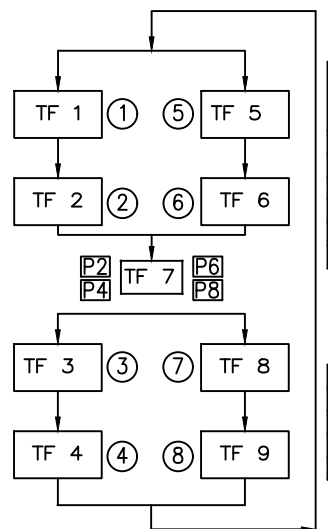 TF 1 1 5 TF 5
TF 2 2 6 TF 6
P2 TF 7 P6
P4 P8
TF 3 3 7 TF 8
TF 4 4 8 TF 9